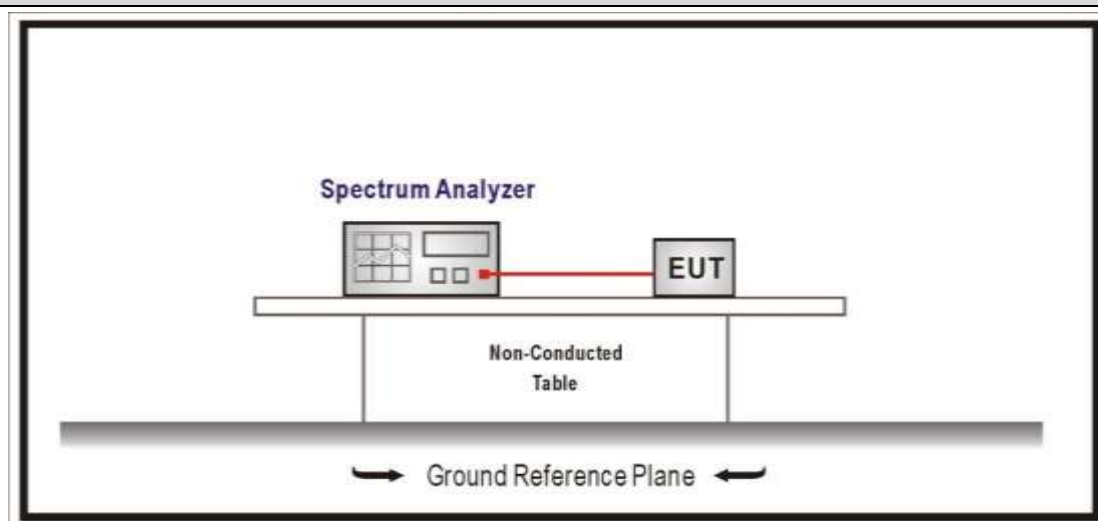 Spectrum Analyzer
EUT
Non-Conducted
Table
Ground Reference Plane